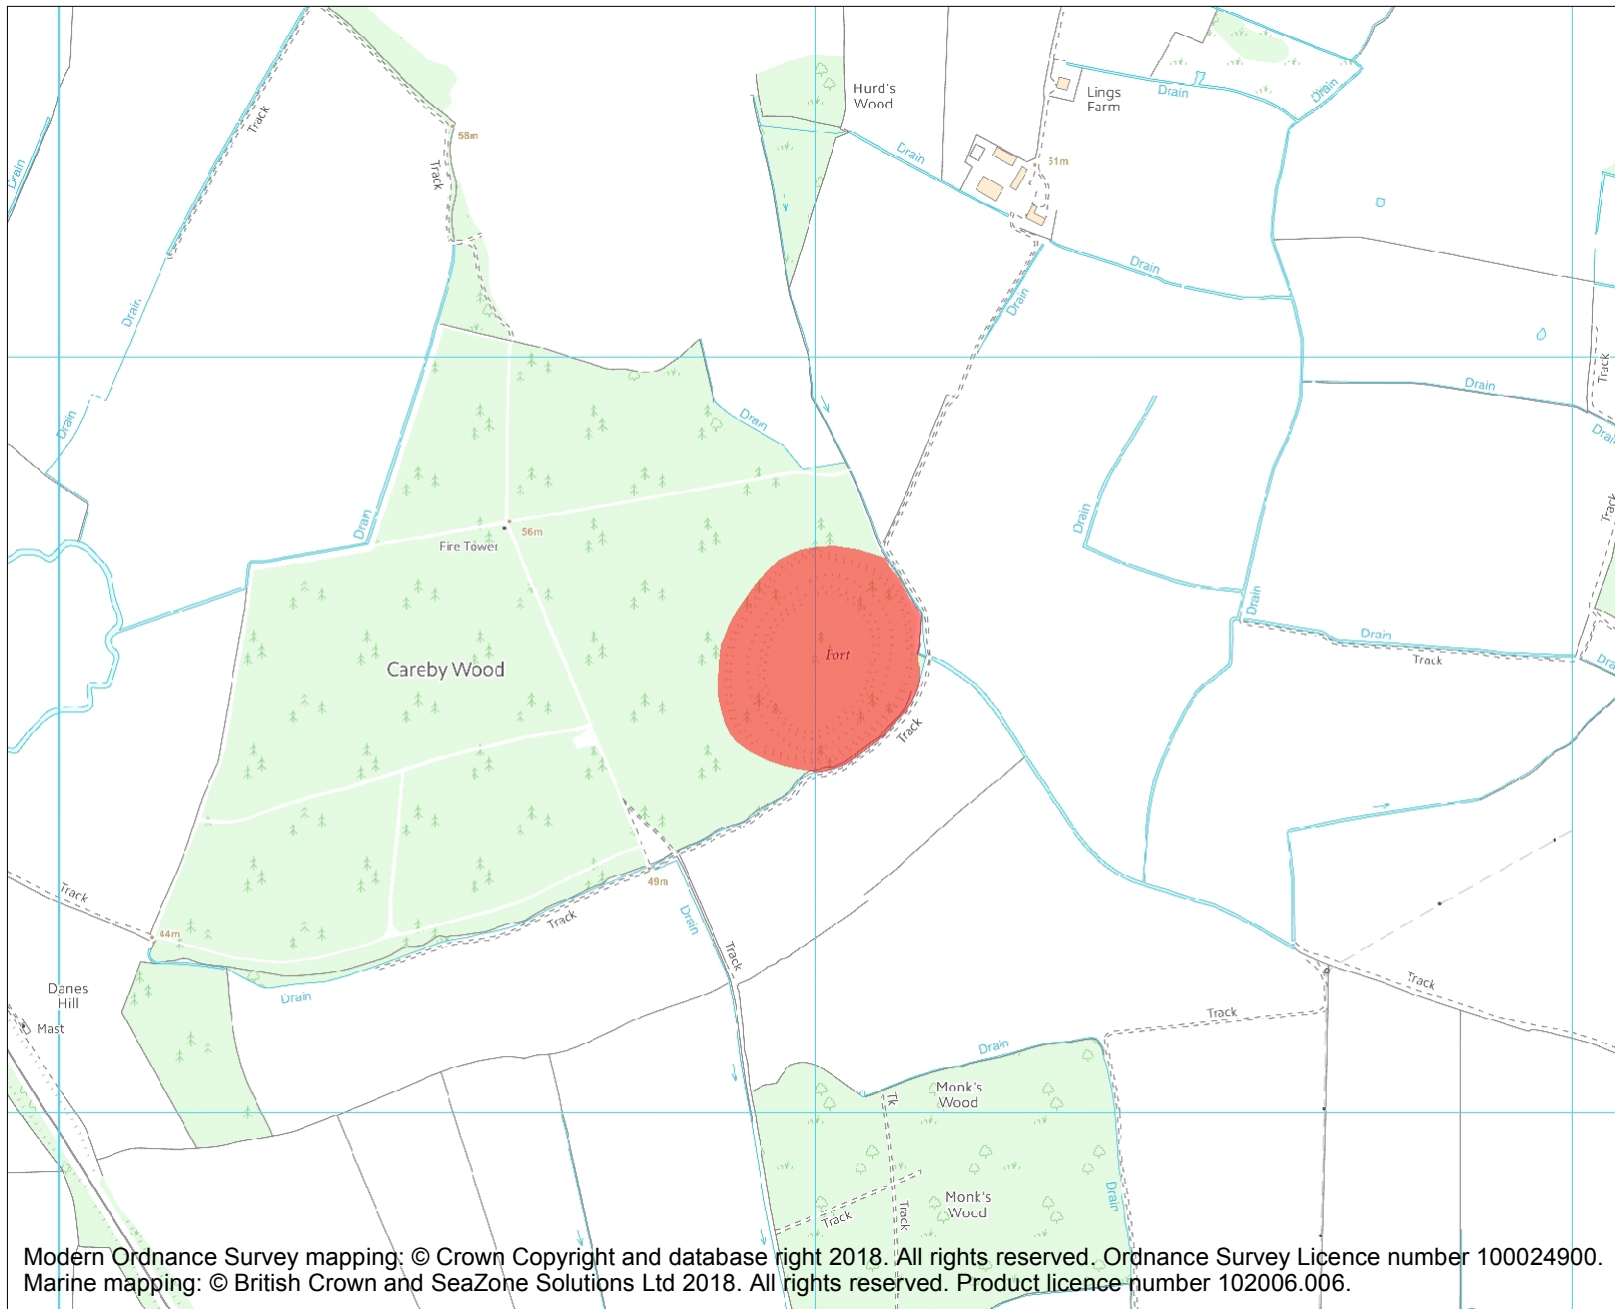 Hurd's
Wood
Lings
Farm
Drain
Drain
Track
58m
Drain
Track
51m
Drain
Drain
Drain
Drain
Track
Drain
Drain
Drain
Drain
Track
Drain
Drain
56m
Fire Tower
Drain
Drain
Track
Fort
Careby Wood
Dra
Track
Track
49m
Track
Drain
Track
44m
Track
Danes
Hill
Mast
Drain
Track
Track
Drain
Monk's
Wood
Tk
Drain
Monk's
Wood
Track
Track
Modern Ordnance Survey mapping: © Crown Copyright and database right 2018. All rights reserved. Ordnance Survey Licence number 100024900.
Marine mapping: © British Crown and SeaZone Solutions Ltd 2018. All rights reserved. Product licence number 102006.006.